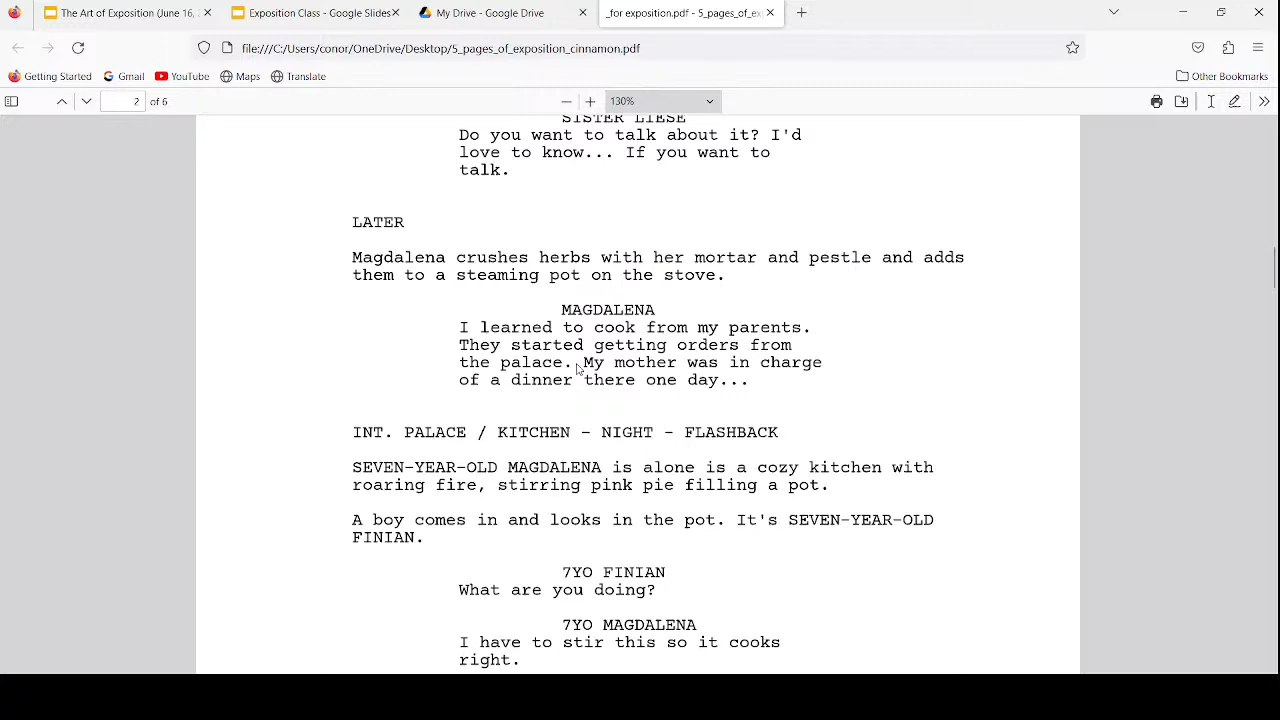 The Art of Exposition (June 16, 2
Exposition Class - Google Slides
My Drive - Google Drive
_for exposition.pdf - 5_pages_of_ex
file:///C:/Users/conor/OneDrive/Desktop/5_pages_of_exposition_cinnamon.pdf
Getting Started
Gmail
YouTube
Maps
Translate
Other Bookmarks
2 of 6
130%
SISTER LIESE
Do you want to talk about it? I'd
love to know... If you want to
talk.
LATER
Magdalena crushes herbs with her mortar and pestle and adds
them to a steaming pot on the stove.
MAGDALENA
I learned to cook from my parents.
They started getting orders from
the palace. My mother was in charge
of a dinner there one day...
INT. PALACE / KITCHEN - NIGHT - FLASHBACK
SEVEN-YEAR-OLD MAGDALENA is alone is a cozy kitchen with
roaring fire, stirring pink pie filling a pot.
A boy comes in and looks in the pot. It's SEVEN-YEAR-OLD
FINIAN.
7YO FINIAN
What are you doing?
7YO MAGDALENA
I have to stir this so it cooks
right.